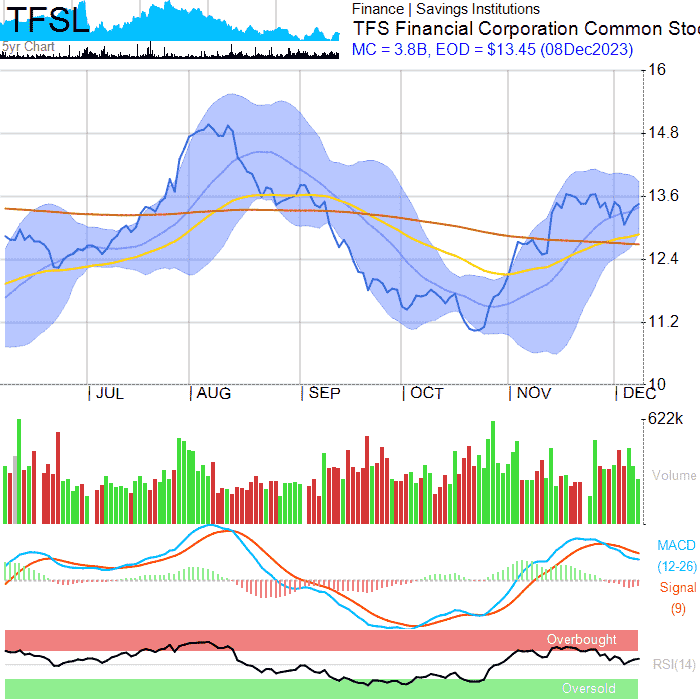 TFSL
5yr Chart
Finance | Savings Institutions
TFS Financial Corporation Common Stoc
MC = 3.8B, EOD = $13.45 (08Dec2023)
16
14.8
13.6
12.4
11.2
10
JUL AUG SEP OCT NOV DEC
622k
Volume
MACD
(12-26)
Signal
(9)
Overbought
RSI(14)
Oversold